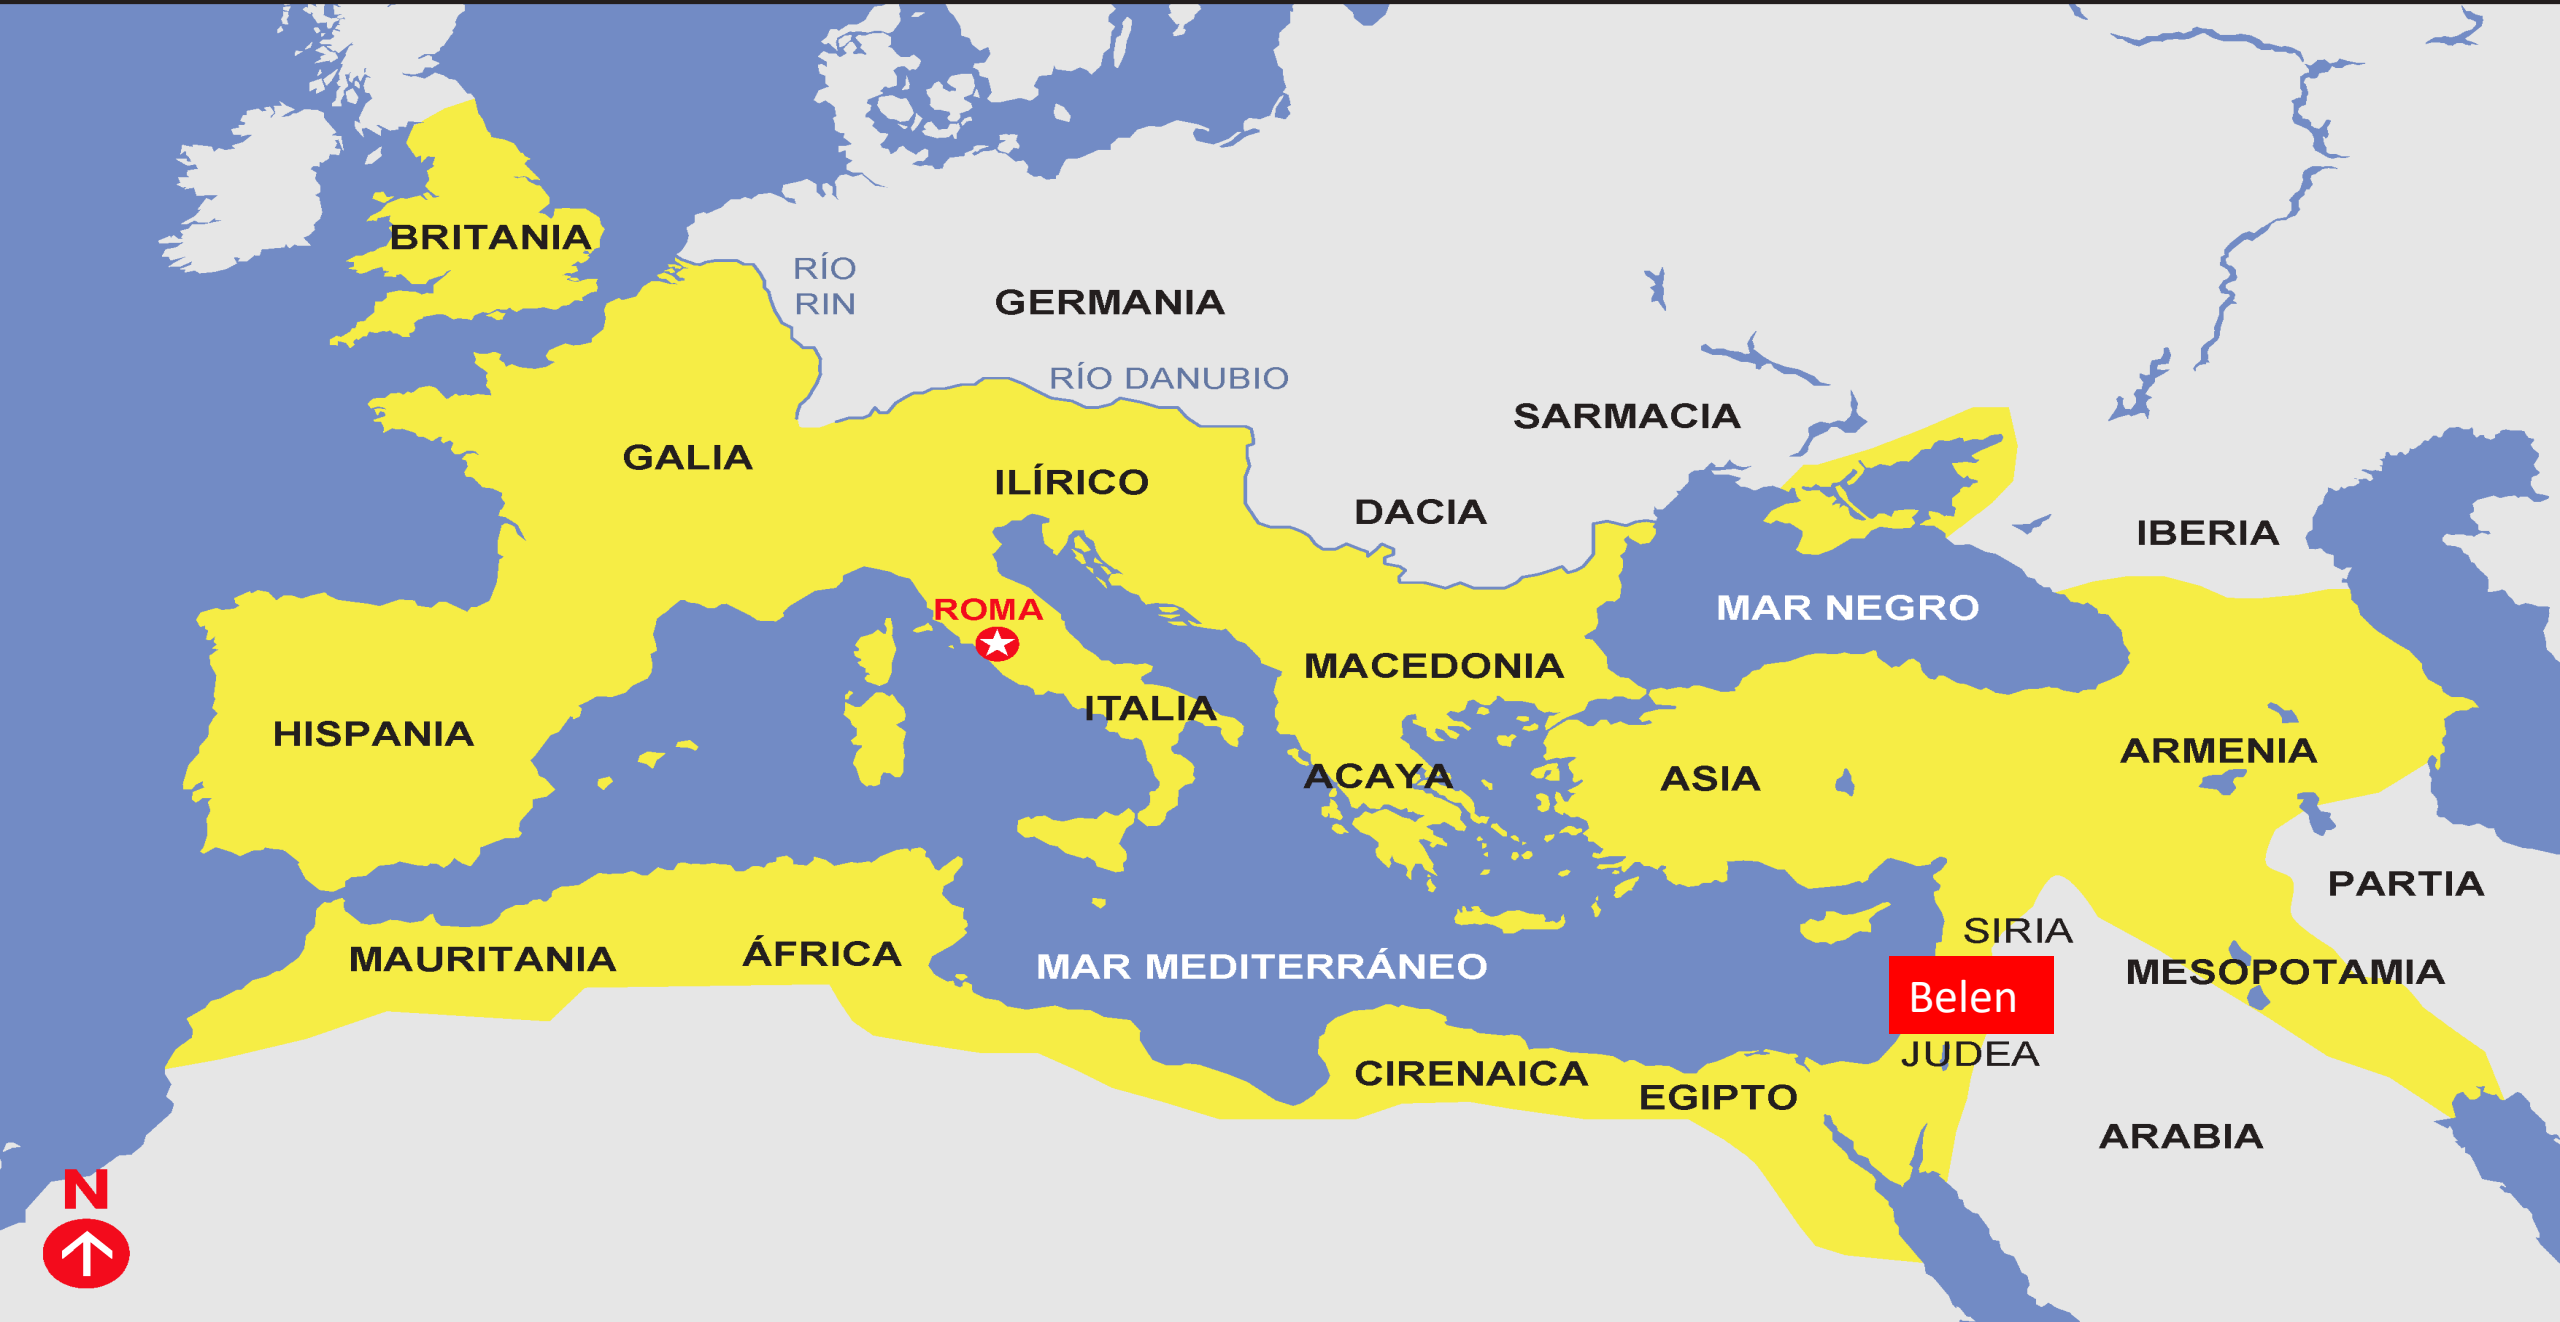 BRITANIA
RÍO
RIN
GERMANIA
RÍO DANUBIO
SARMACIA
GALIA
ILÍRICO
DACIA
IBERIA
ROMA
MAR NEGRO
MACEDONIA
ITALIA
HISPANIA
ACAYA
ASIA
ARMENIA
PARTIA
SIRIA
MAURITANIA
ÁFRICA
MAR MEDITERRÁNEO
MESOPOTAMIA
Belen
JUDEA
CIRENAICA
EGIPTO
ARABIA
N